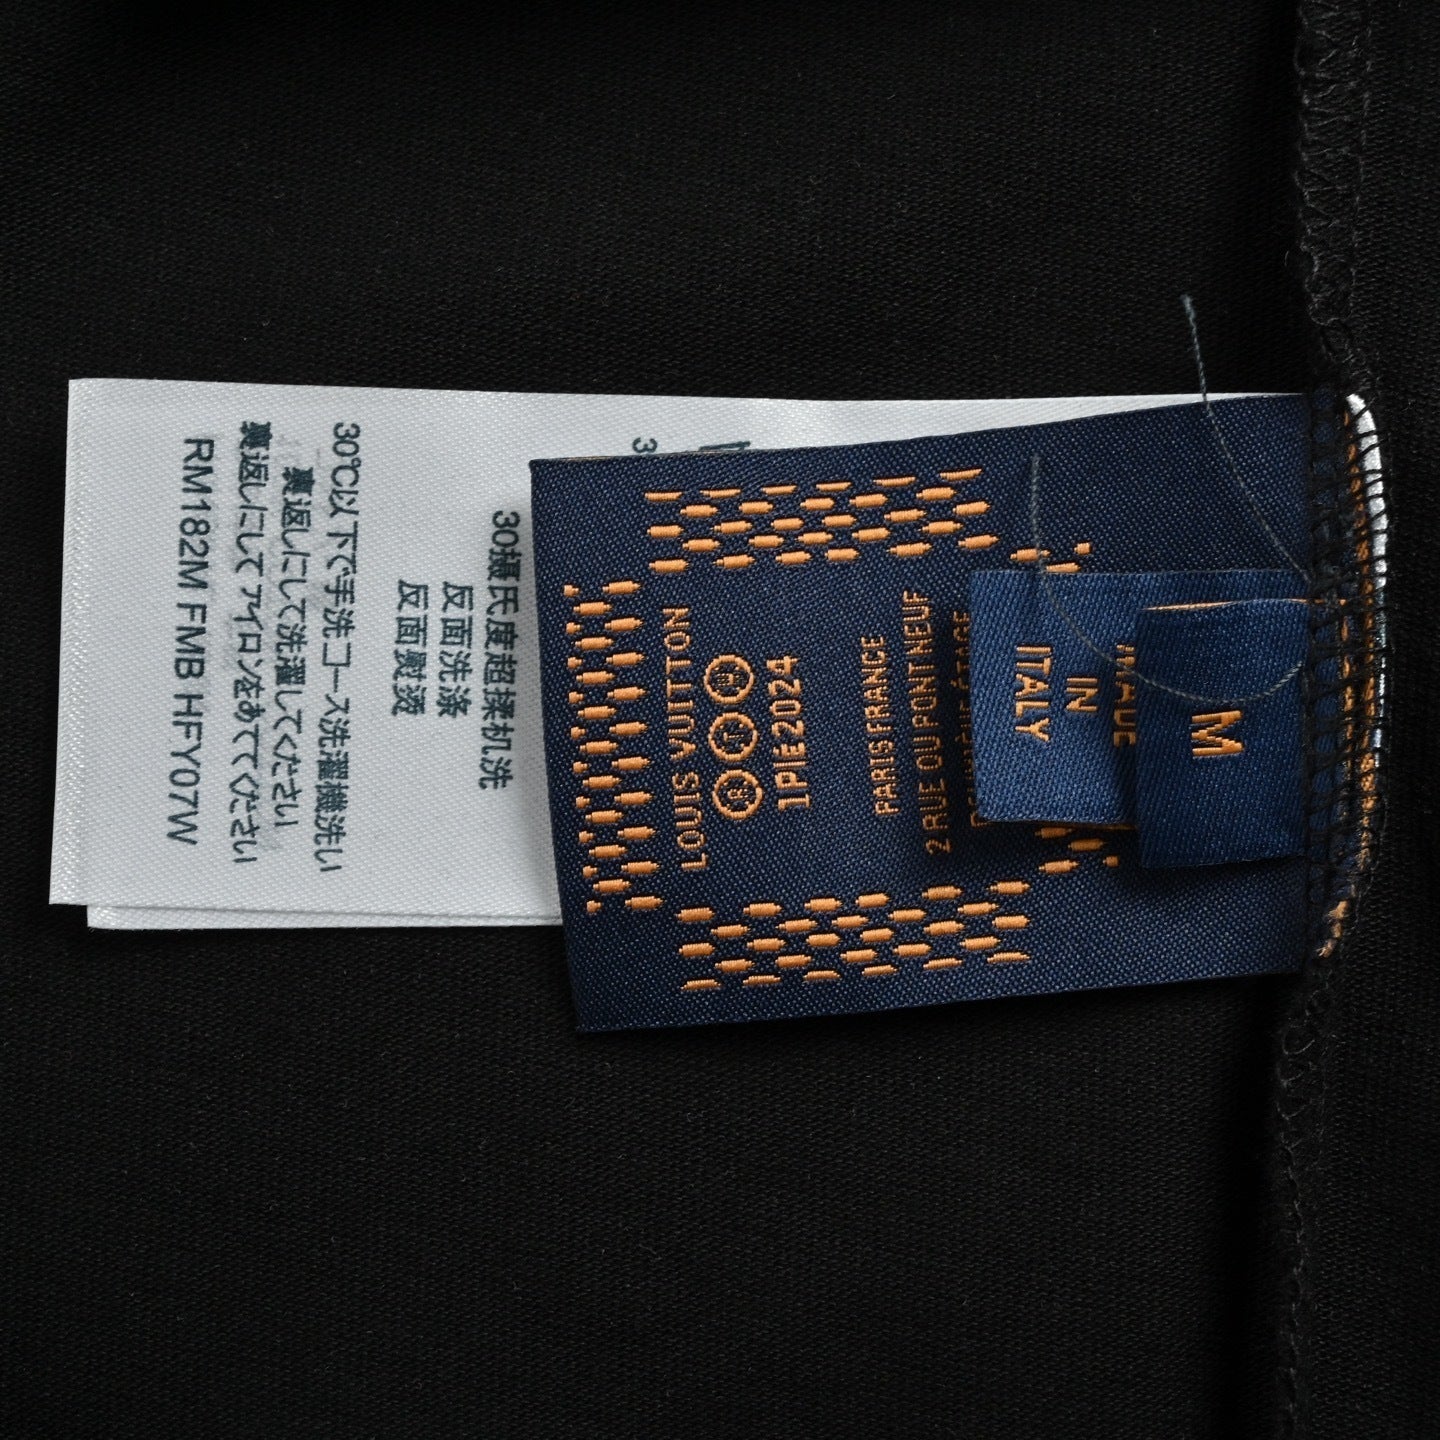 30摄氏度超操机洗
反面洗涤
反面熨烫
30℃以下で手洗コース洗濯機洗い
裏返しにして洗濯してください
裏返しにしてアイロンをあててください
RM182M FMB HFY07W
LOUIS VUITTON
1PIE2024
PARIS FRANCE
2 RUE DU PONT NEUF
IN
ITALY
M